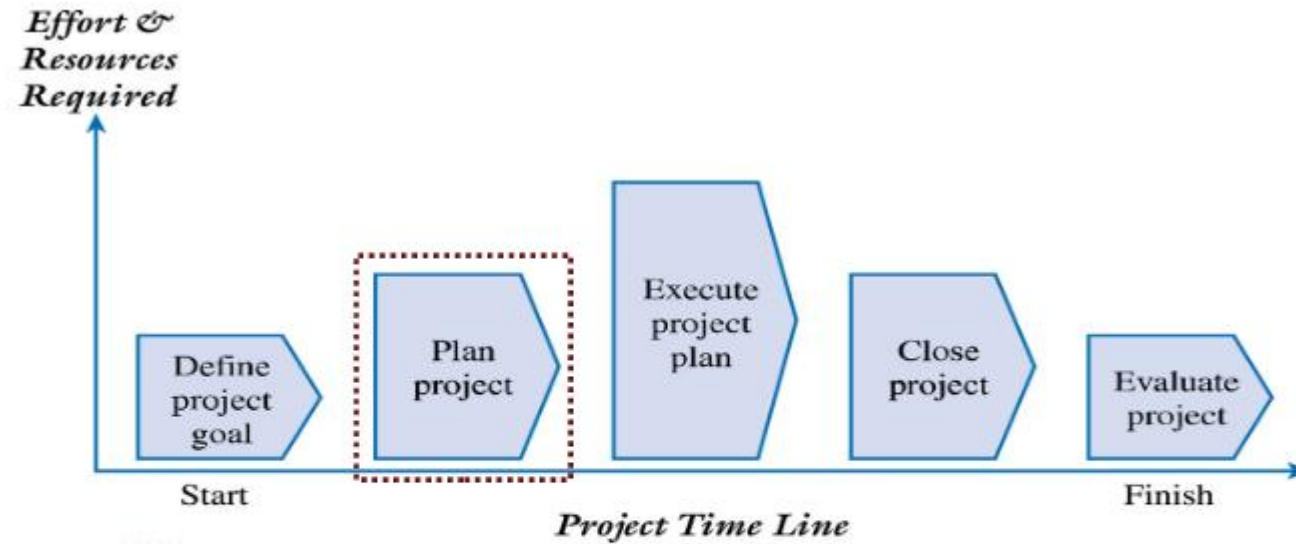 Effort &
Resources
Required
Define
project
goal
Plan
project
Execute
project
plan
Close
project
Evaluate
project
Start
Finish
Project Time Line